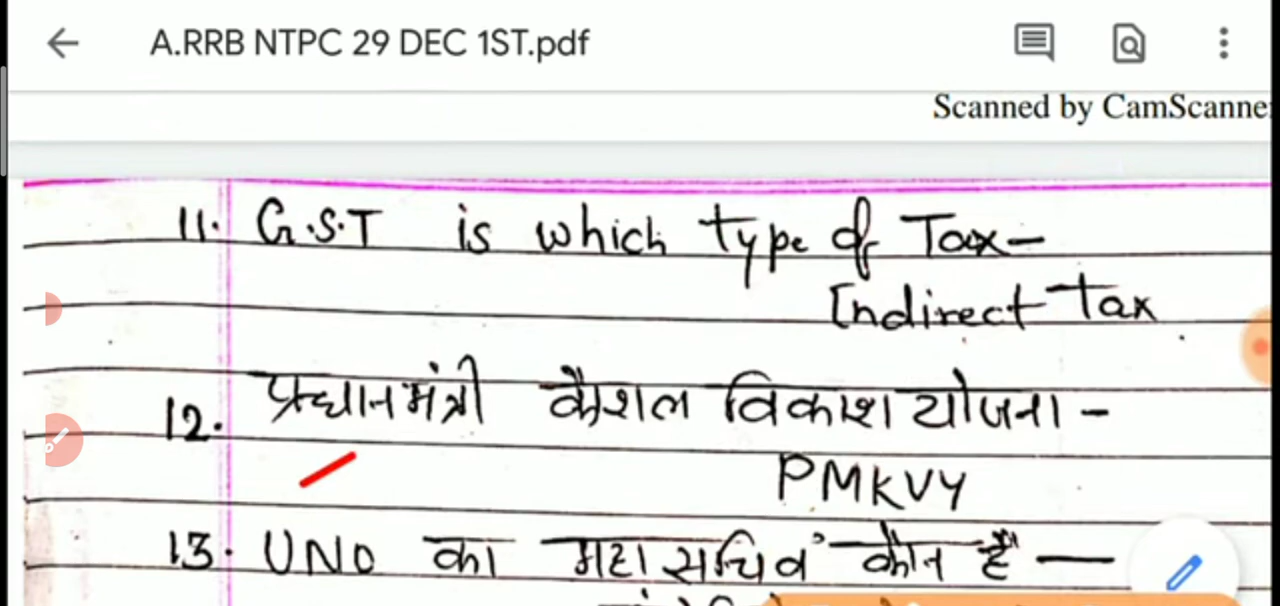 A.RRB NTPC 29 DEC 1ST.pdf
Scanned by CamScanne
11. G.S.T is which type of Tax-
Indirect Tax
12. प्रधानमंत्री कौशल विकाश योजना -
PMKVY
13. UNO का महासचिव कौन हैं —